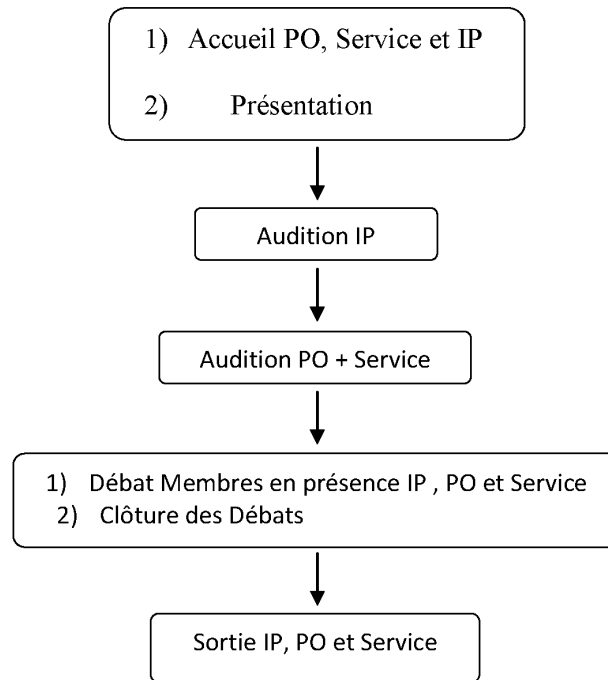 1) Accueil PO, Service et IP
2) Présentation
Audition IP
Audition PO + Service
1) Débat Membres en présence IP , PO et Service
2) Clôture des Débats
Sortie IP, PO et Service